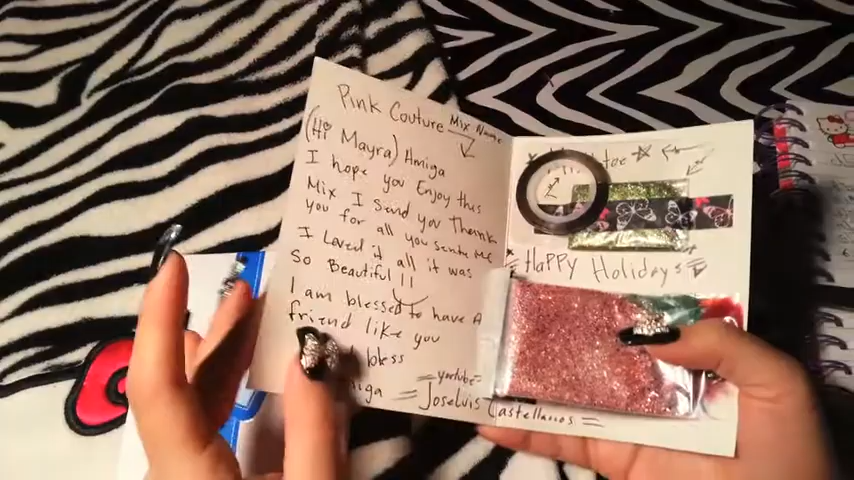 Pink Couture
Mix Name
(Hi Mayra) Amiga
I hope you Enjoy this
Mix I Send you Thank
you for all you sent me
I Loved it all it was
So Beautiful !!
I am blessed to have A
friend like you
bless
youtube
JoseLuis Castellanos
Happy Holidays